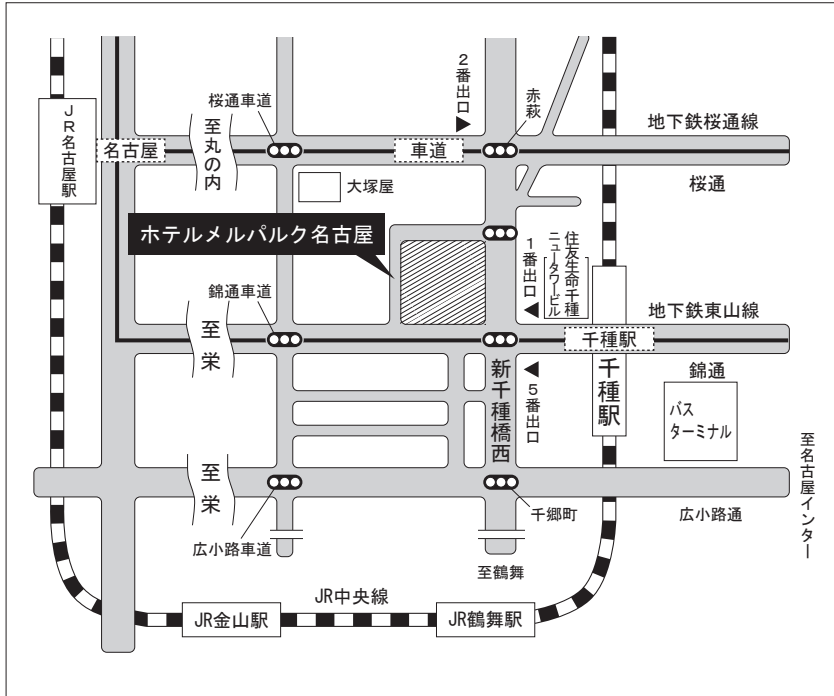 2番出口
赤萩
JR名古屋駅
桜通車道
至丸の内
名古屋
車道
地下鉄桜通線
桜通
大塚屋
ホテルメルパルク名古屋
1番出口
住友生命千種
ニュータワービル
錦通車道
至栄
地下鉄東山線
千種駅
千種駅
錦通
新千種橋西
5番出口
バス
ターミナル
至名古屋インター
至栄
千郷町
広小路通
広小路車道
至鶴舞
JR中央線
JR金山駅
JR鶴舞駅